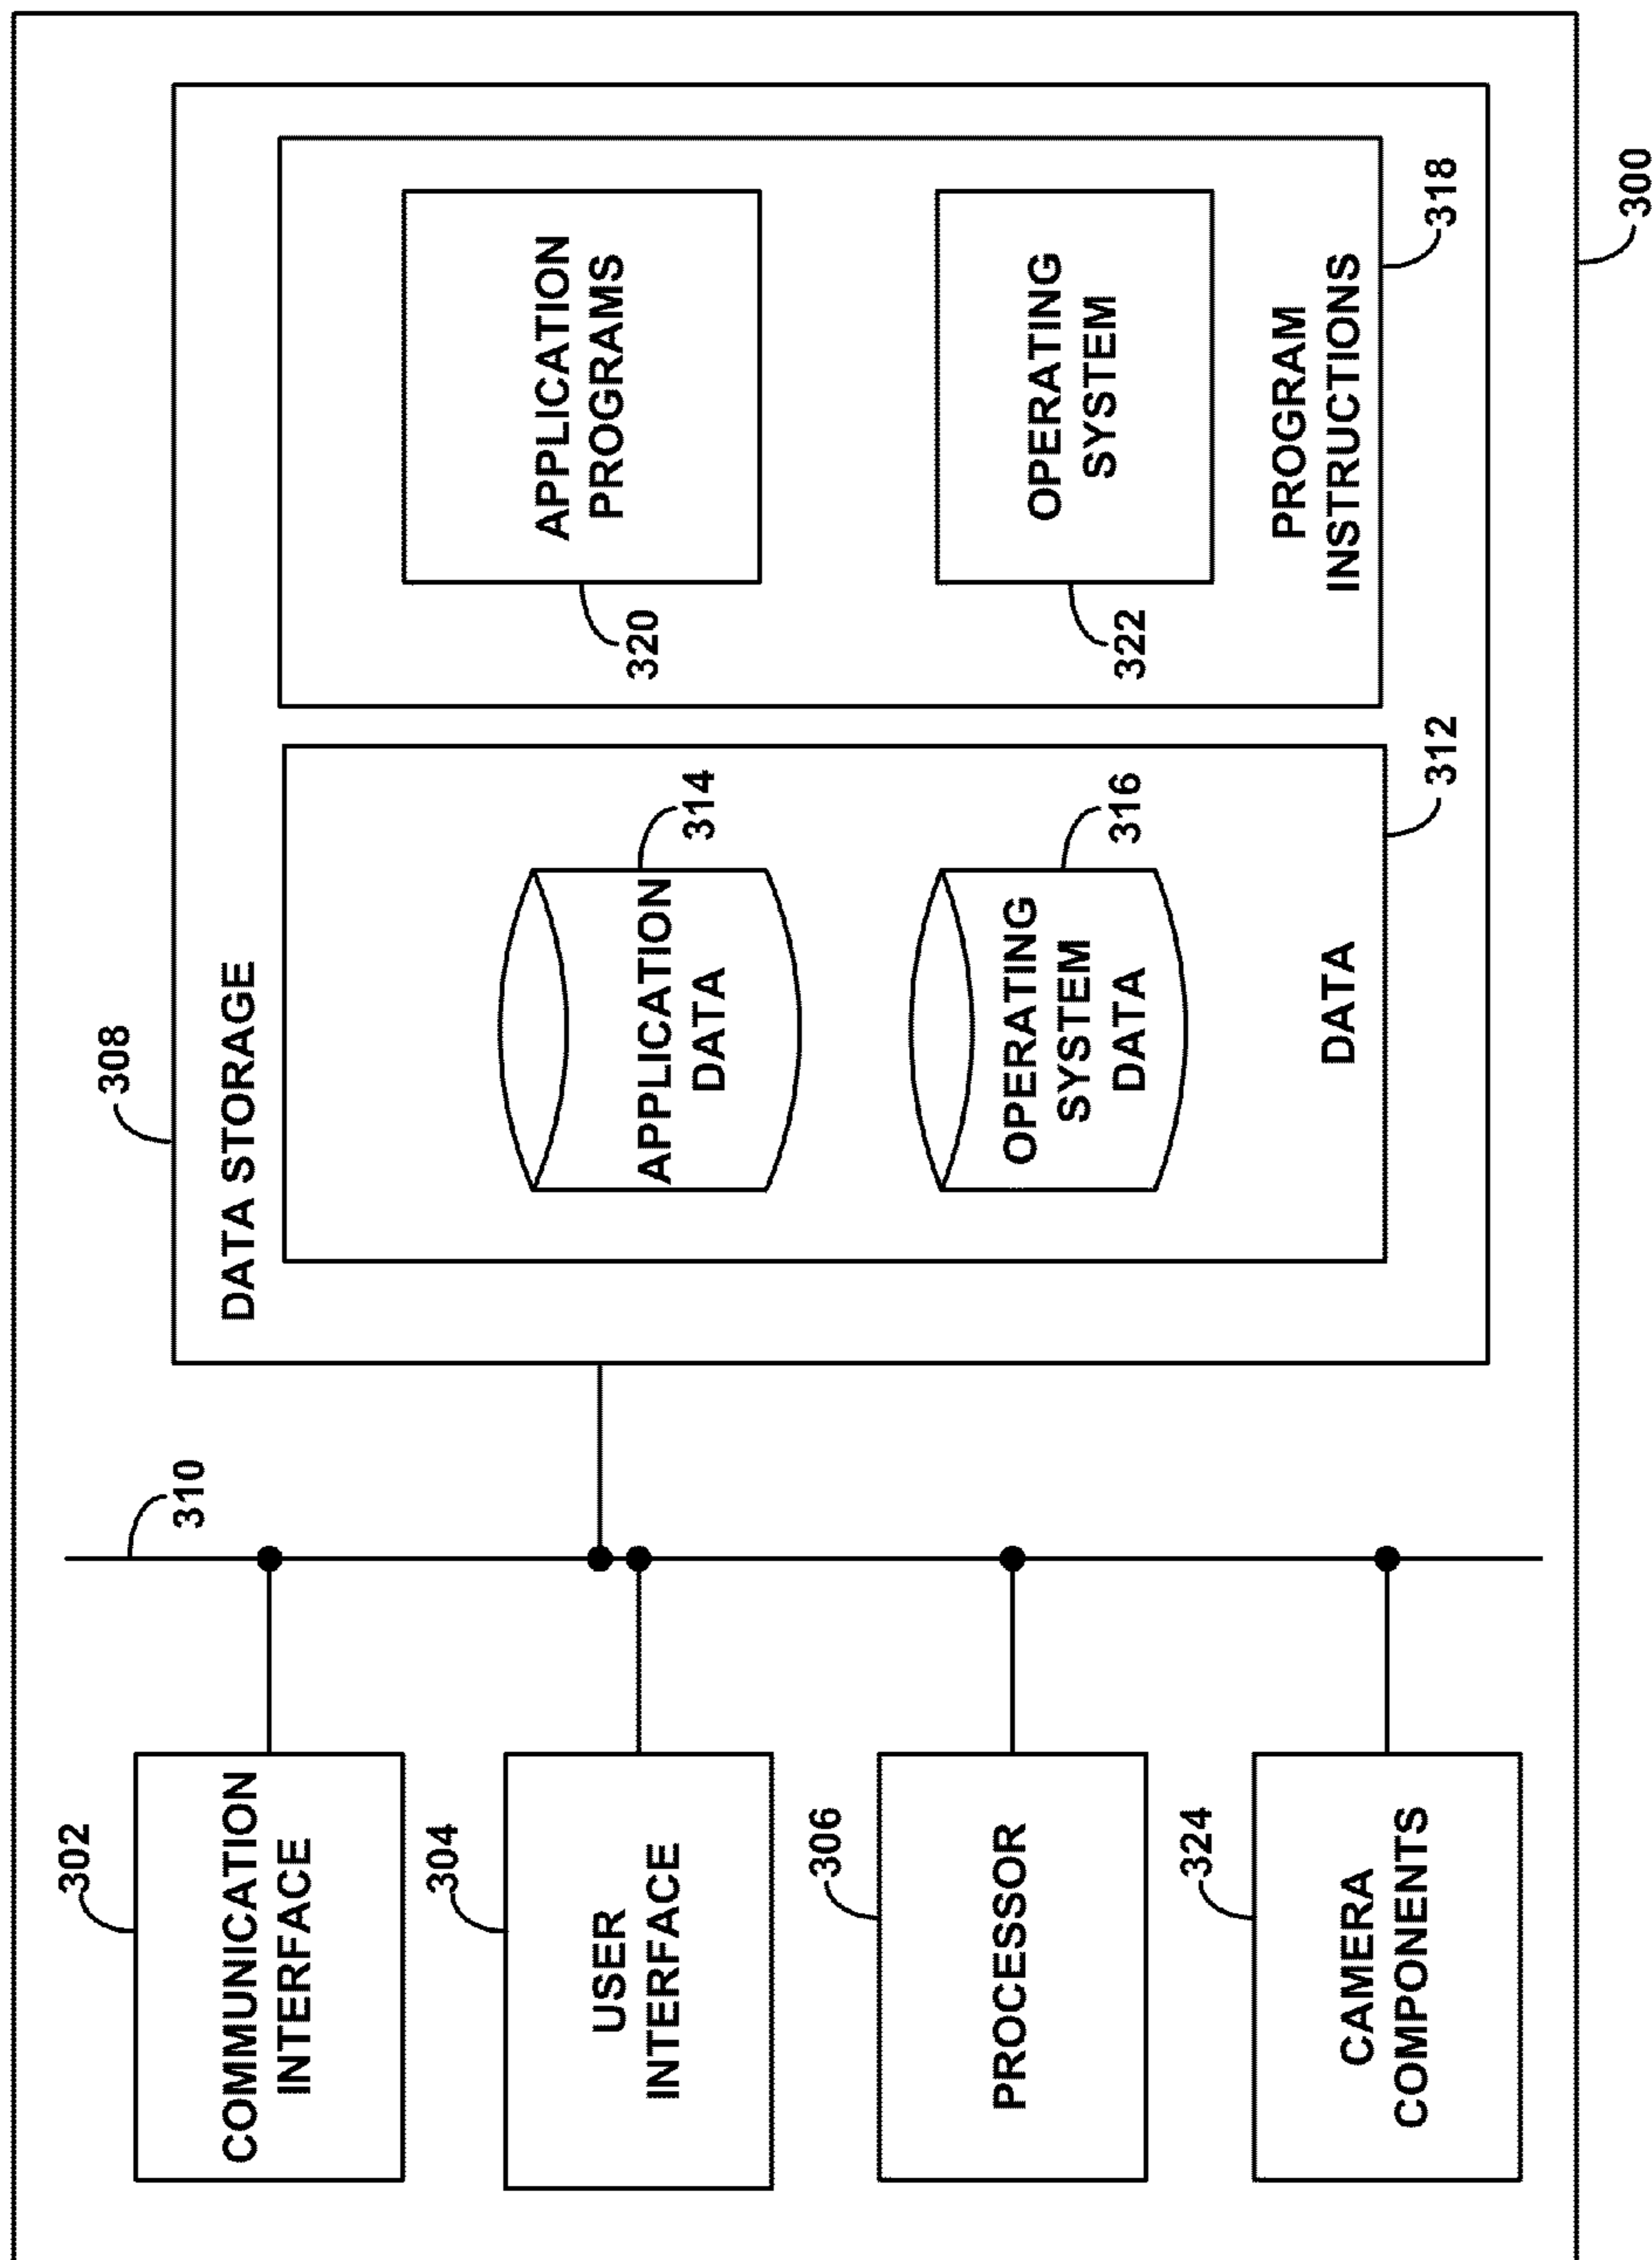 302
COMMUNICATION
INTERFACE
304
USER
INTERFACE
306
PROCESSOR
324
CAMERA
COMPONENTS
310
308
DATA STORAGE
314
APPLICATION
DATA
316
OPERATING
SYSTEM
DATA
DATA
312
320
APPLICATION
PROGRAMS
322
OPERATING
SYSTEM
PROGRAM
INSTRUCTIONS
318
300